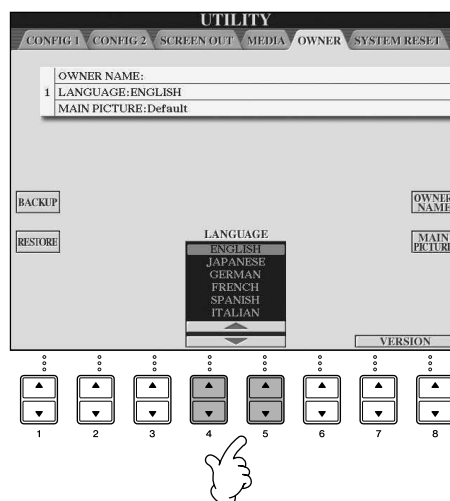 UTILITY
CONFIG 1 CONFIG 2 SCREEN OUT MEDIA OWNER SYSTEM RESET
OWNER NAME:
1 LANGUAGE:ENGLISH
MAIN PICTURE:Default
BACKUP
OWNER
NAME
RESTORE
MAIN
PICTURE
LANGUAGE
ENGLISH
JAPANESE
GERMAN
FRENCH
SPANISH
ITALIAN
VERSION
1 2 3 4 5 6 7 8